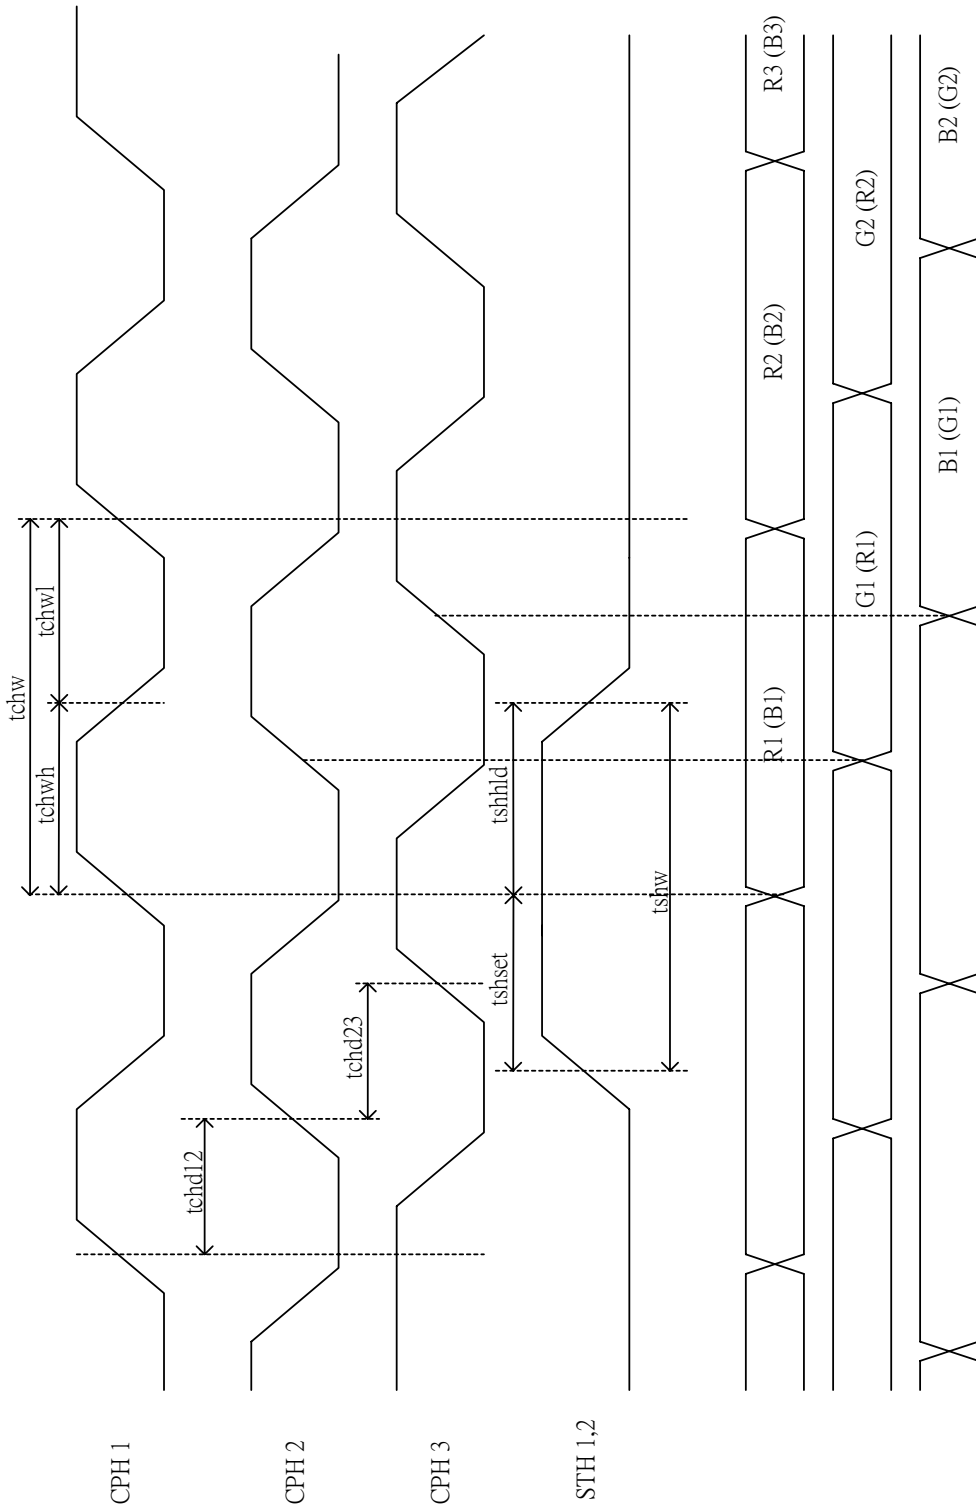 tchw
tchwh
tchwl
CPH 1
tchd12
CPH 2
tchd23
CPH 3
tshset
tshhld
STH 1,2
tshw
R1 (B1)
R2 (B2)
R3 (B3)
G1 (R1)
G2 (R2)
B1 (G1)
B2 (G2)